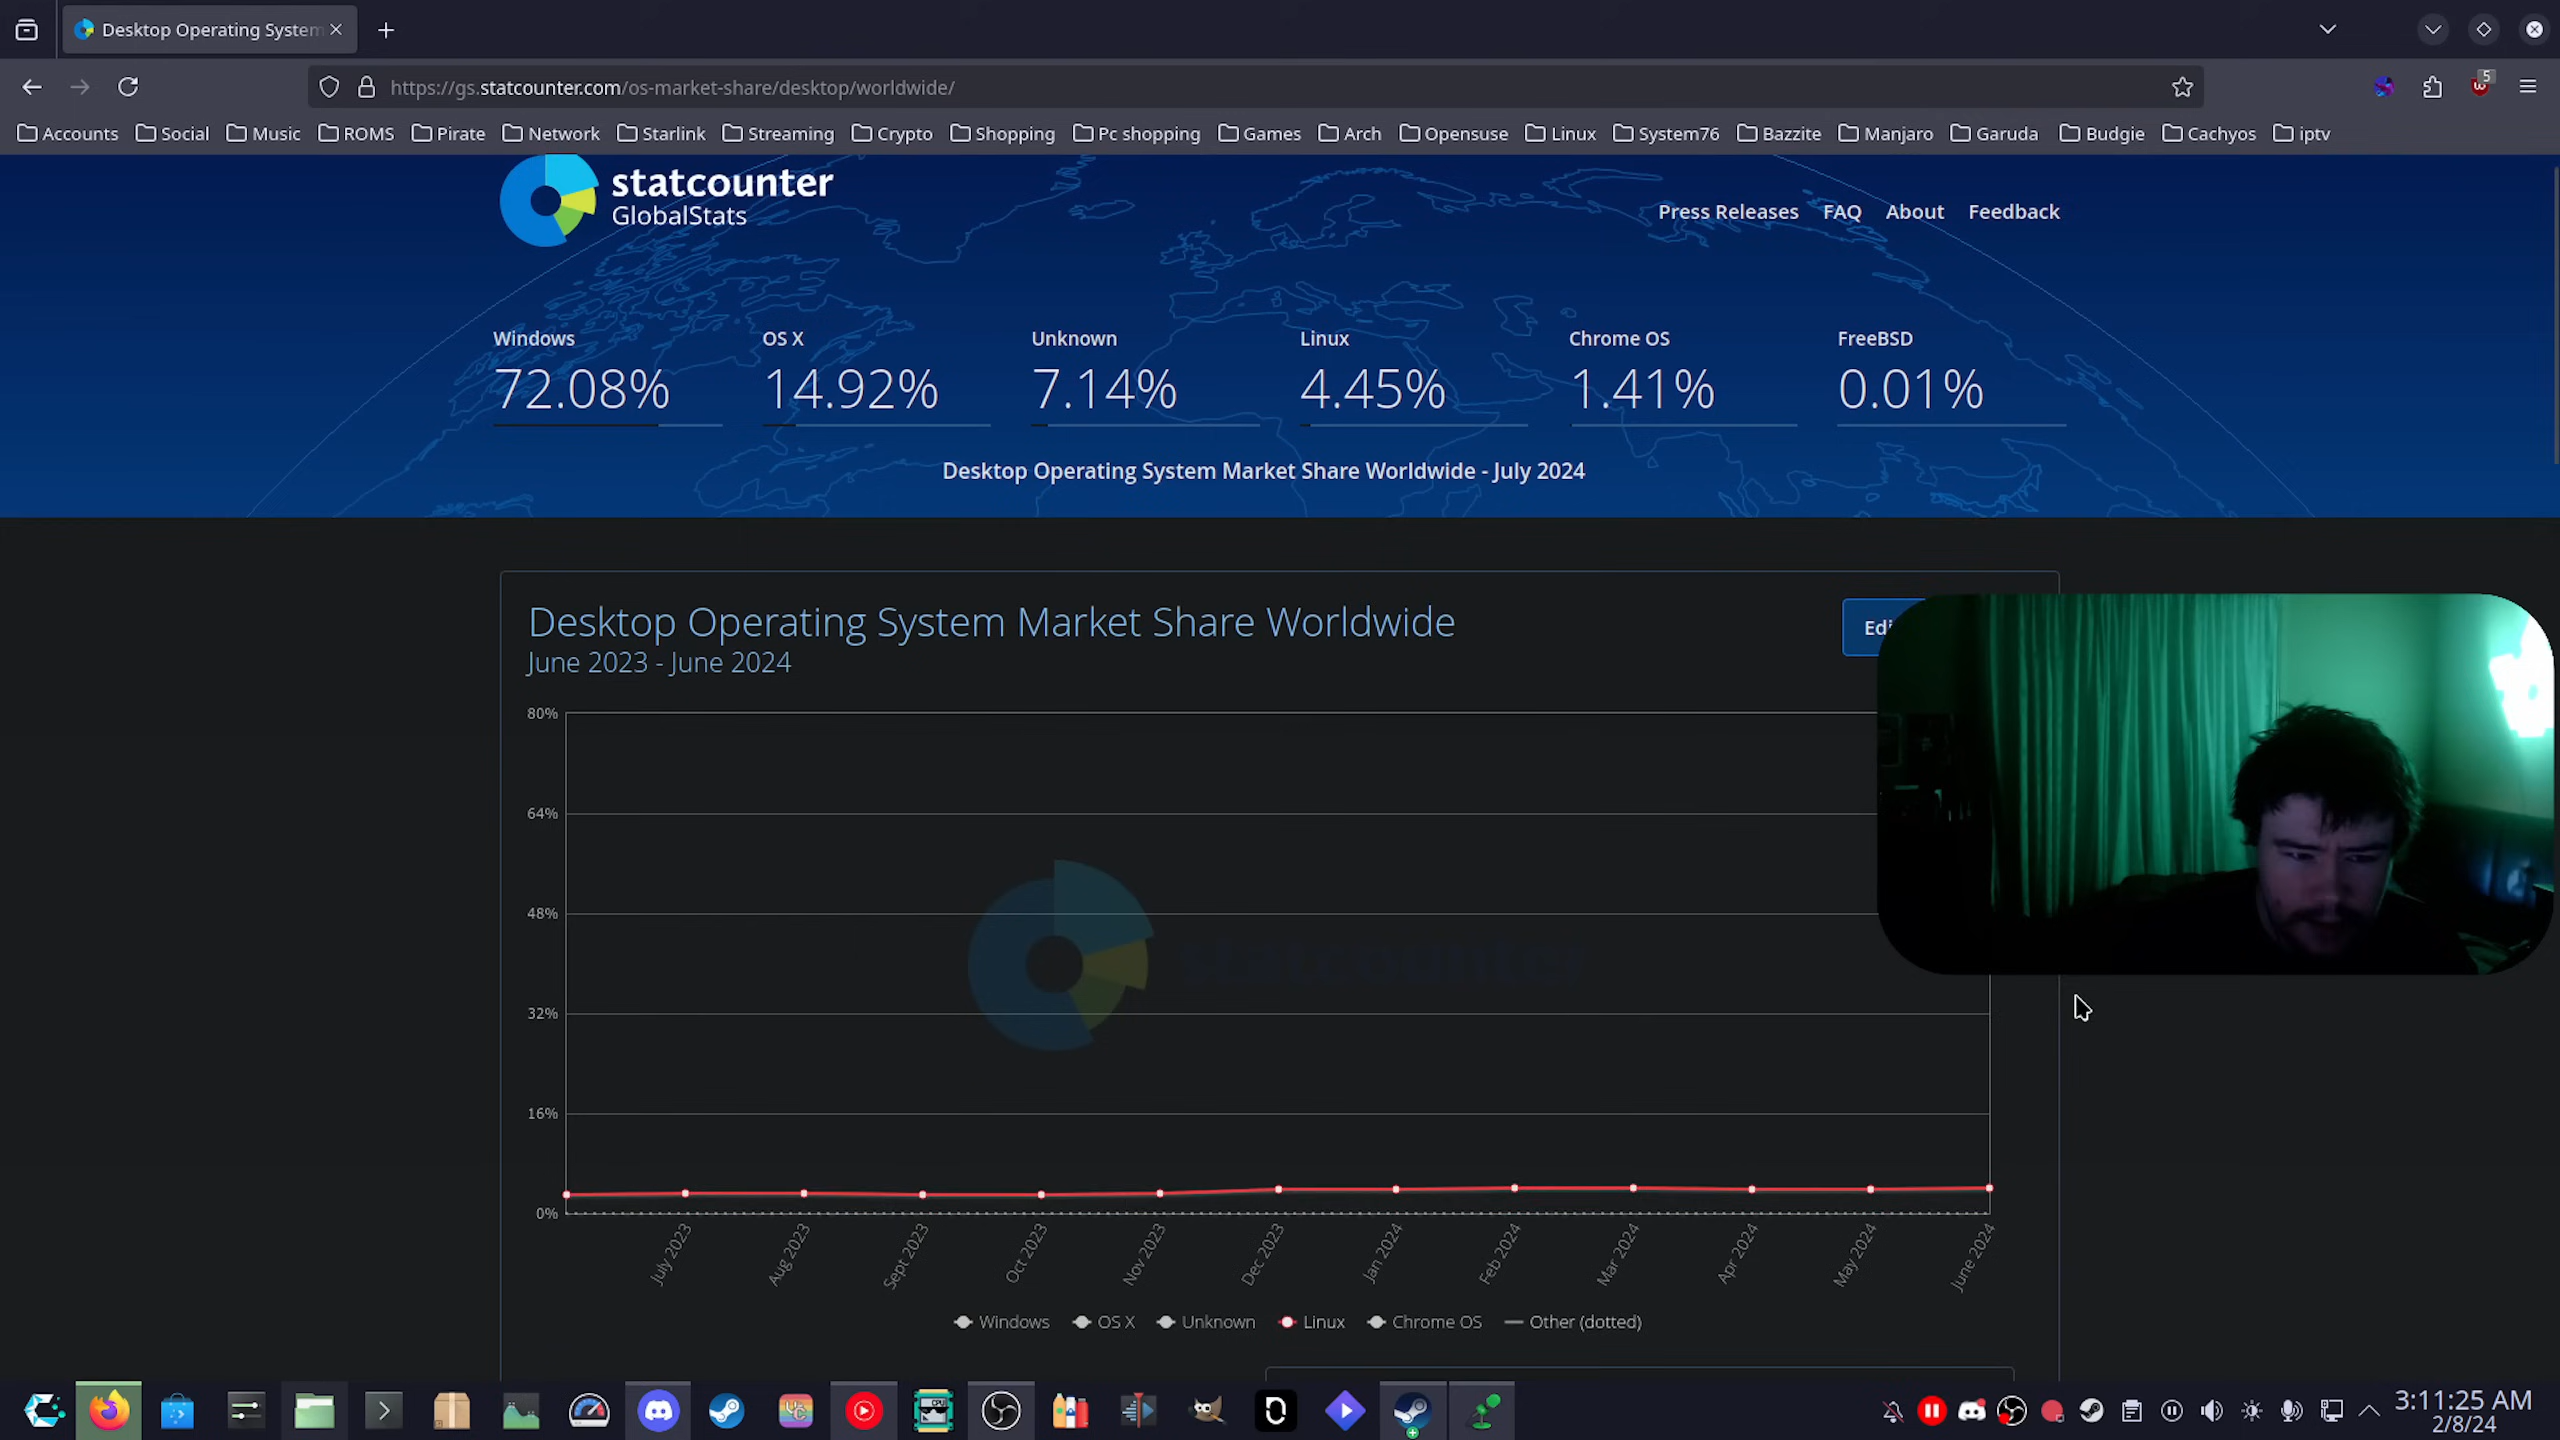 Desktop Operating System
https://gs.statcounter.com/os-market-share/desktop/worldwide/
5
Accounts Social Music ROMS Pirate Network Starlink Streaming Crypto Shopping Pc shopping Games Arch Opensuse Linux System76 Bazzite Manjaro Garuda Budgie Cachyos iptv
statcounter
GlobalStats
Press Releases FAQ About Feedback
Windows OS X Unknown Linux Chrome OS FreeBSD
72.08% 14.92% 7.14% 4.45% 1.41% 0.01%
Desktop Operating System Market Share Worldwide - July 2024
Desktop Operating System Market Share Worldwide
June 2023 - June 2024
80%
64%
48%
statcounter
32%
16%
0%
July 2023 Aug 2023 Sept 2023 Oct 2023 Nov 2023 Dec 2023 Jan 2024 Feb 2024 Mar 2024 Apr 2024 May 2024 June 2024
Windows OS X Unknown Linux Chrome OS Other (dotted)
CPU
3:11:25 AM
2/8/24